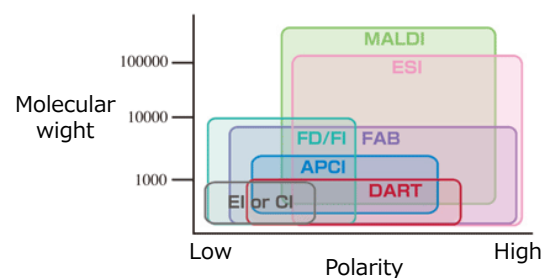 MALDI
ESI
100000
Molecular
wight
10000
FD/FI
FAB
APCI
1000
DART
EI or CI
Low
High
Polarity